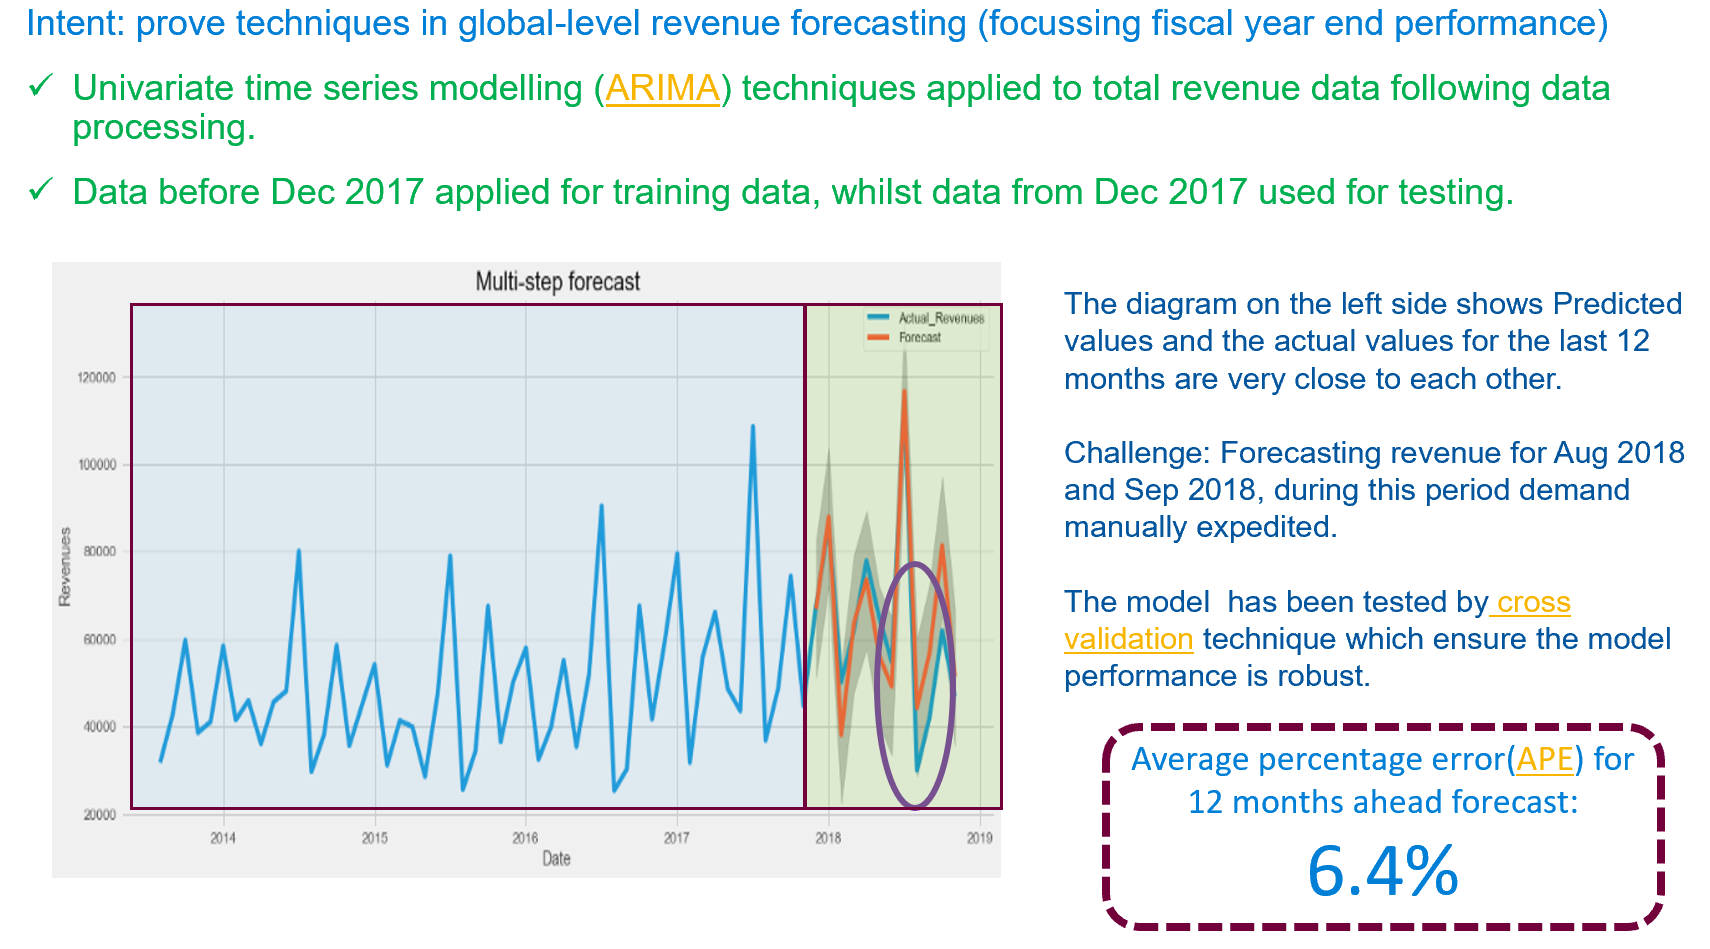 Intent: prove techniques in global-level revenue forecasting (focussing fiscal year end performance)
✓ Univariate time series modelling (ARIMA) techniques applied to total revenue data following data
processing.
✓ Data before Dec 2017 applied for training data, whilst data from Dec 2017 used for testing.
Multi-step forecast
Actual_Revenues
Forecast
120000
100000
80000
60000
40000
20000
Revenues
2014 2015 2016 2017 2018 2019
Date
The diagram on the left side shows Predicted
values and the actual values for the last 12
months are very close to each other.
Challenge: Forecasting revenue for Aug 2018
and Sep 2018, during this period demand
manually expedited.
The model  has been tested by cross
validation technique which ensure the model
performance is robust.
Average percentage error(APE) for
12 months ahead forecast:
6.4%